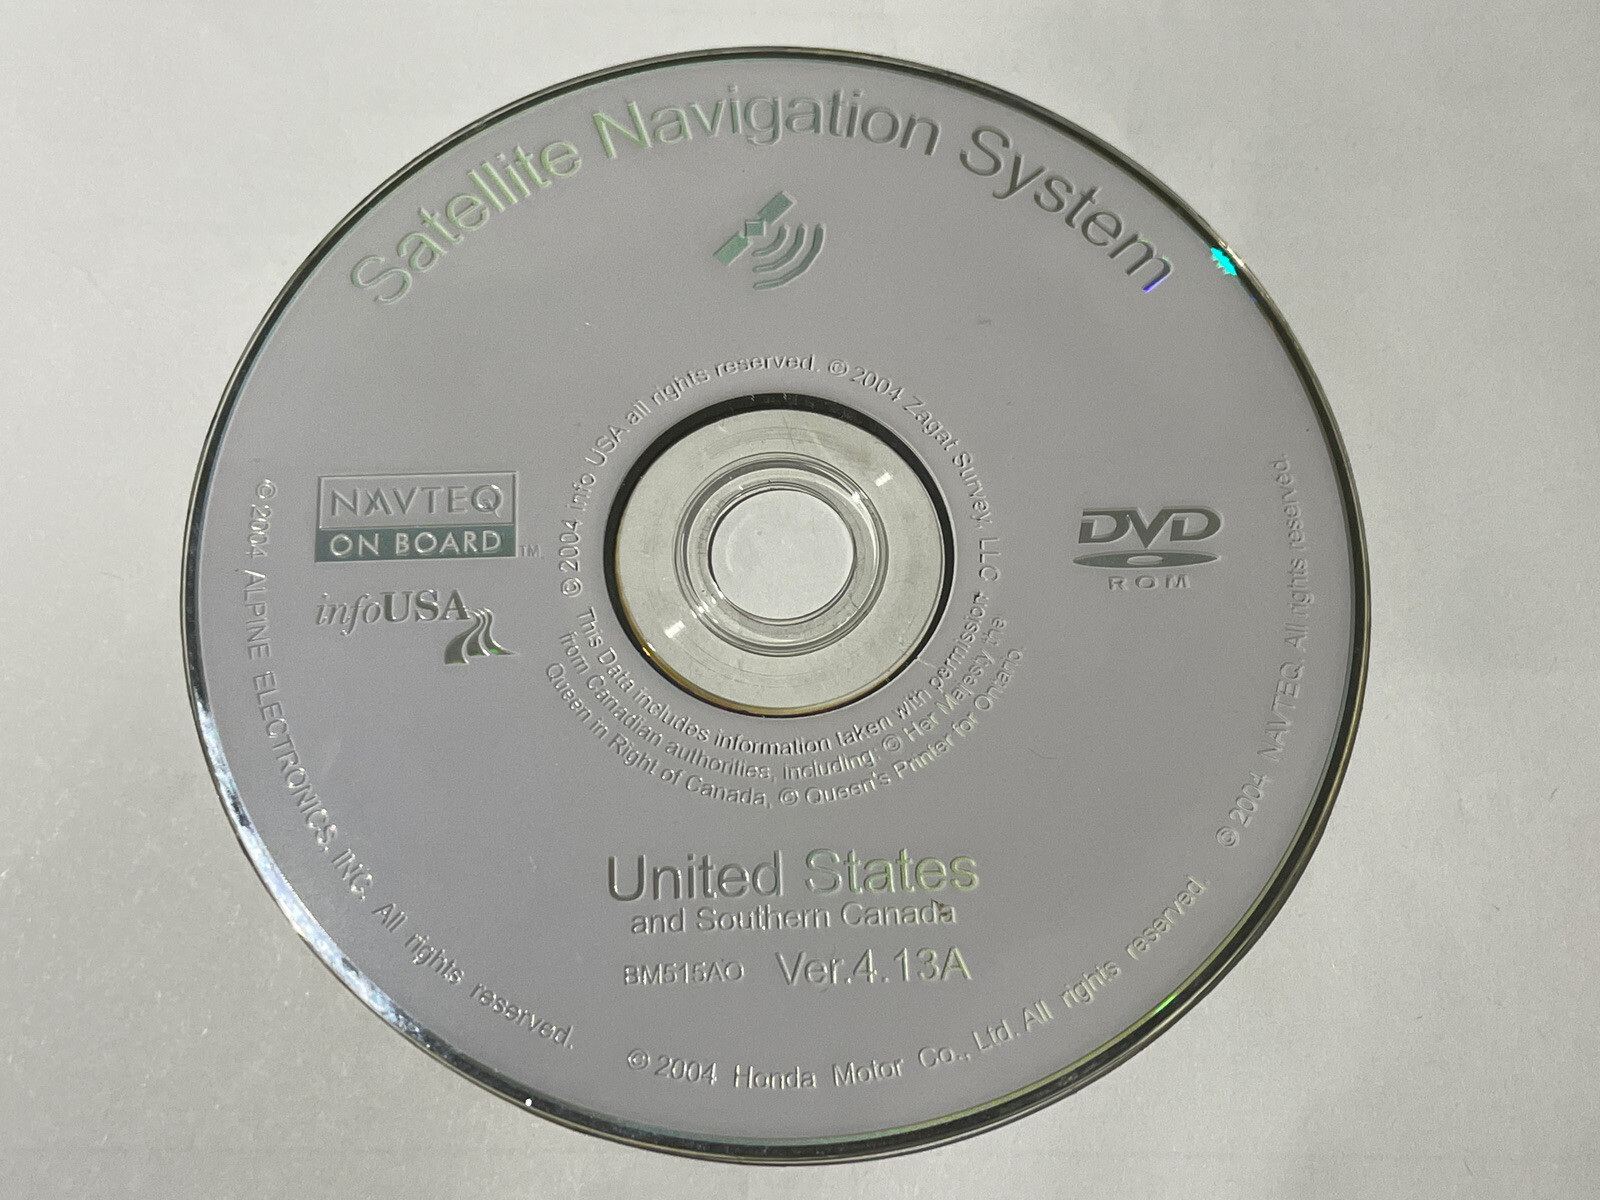 Satellite Navigation System
© 2004 info USA all rights reserved. © 2004 Zagat Survey, LLC
This Data includes information taken with permission
from Canadian authorities, including: © Her Majesty the
Queen in Right of Canada, © Queen's Printer for Ontario.
NAVTEQ
ON BOARD™
infoUSA
DVD
ROM
United States
and Southern Canada
BM515AO Ver.4.13A
© 2004 ALPINE ELECTRONICS, INC. All rights reserved.
© 2004 Honda Motor Co., Ltd. All rights reserved.
© 2004 NAVTEQ. All rights reserved.